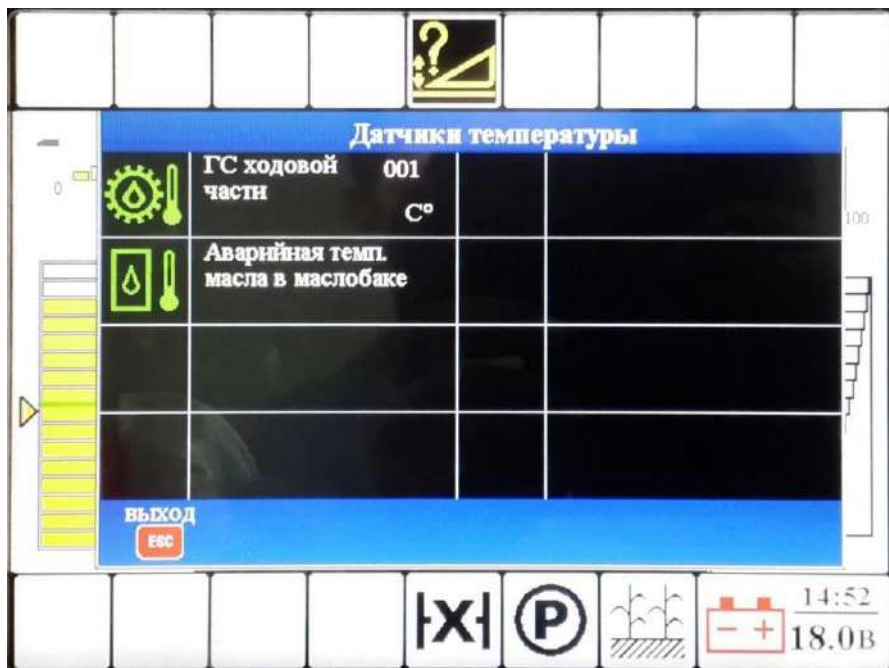 ?
Датчики температуры
0
100
ГС ходовой 001
части
C°
Аварийная темп.
масла в маслобаке
ВЫХОД
ESC
X
P
- +
14:52
18.0В